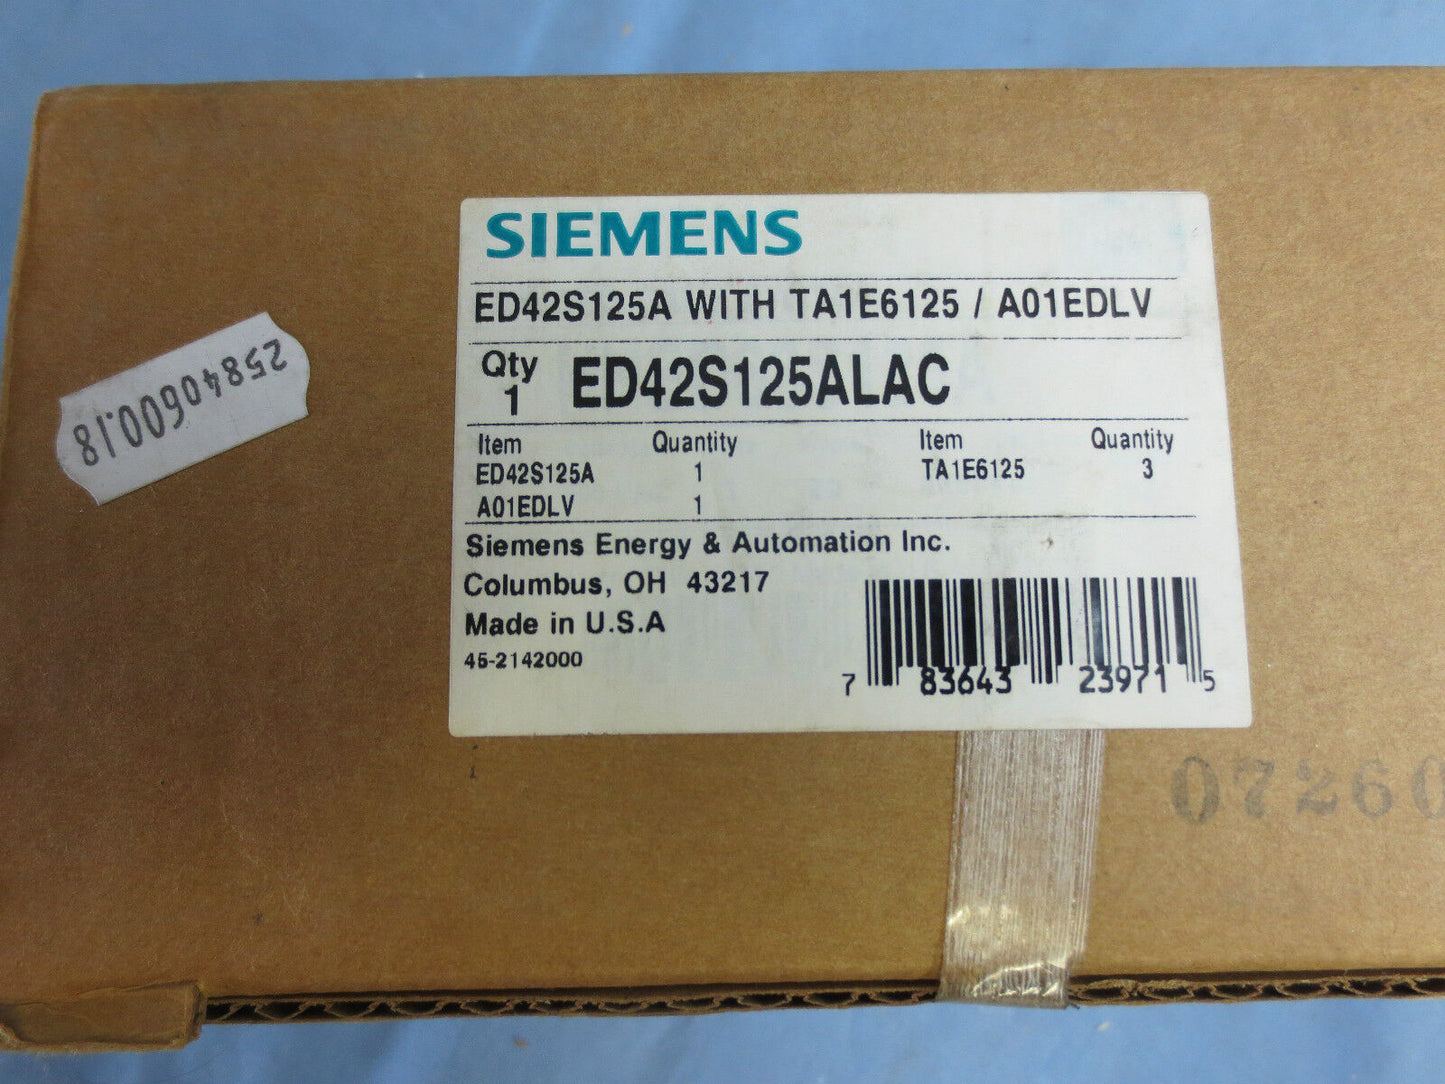 SIEMENS
ED42S125A WITH TA1E6125 / A01EDLV
Qty 1 ED42S125ALAC
Item Quantity Item Quantity
ED42S125A 1 TA1E6125 3
A01EDLV 1
Siemens Energy & Automation Inc.
Columbus, OH 43217
Made in U.S.A
45-2142000
7 83643 23971 5
25840600.18
07260